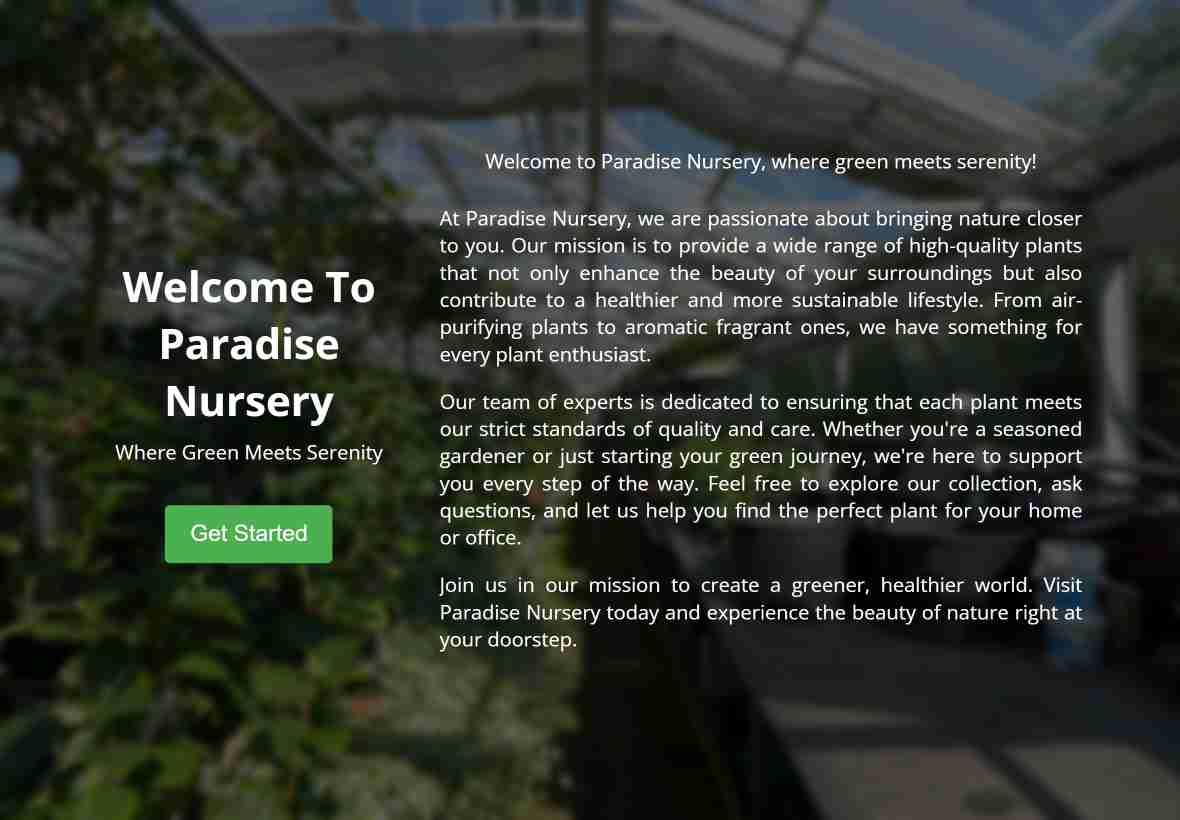 Welcome To
Paradise
Nursery
Where Green Meets Serenity
Get Started
Welcome to Paradise Nursery, where green meets serenity!
At Paradise Nursery, we are passionate about bringing nature closer
to you. Our mission is to provide a wide range of high-quality plants
that not only enhance the beauty of your surroundings but also
contribute to a healthier and more sustainable lifestyle. From air-
purifying plants to aromatic fragrant ones, we have something for
every plant enthusiast.
Our team of experts is dedicated to ensuring that each plant meets
our strict standards of quality and care. Whether you're a seasoned
gardener or just starting your green journey, we're here to support
you every step of the way. Feel free to explore our collection, ask
questions, and let us help you find the perfect plant for your home
or office.
Join us in our mission to create a greener, healthier world. Visit
Paradise Nursery today and experience the beauty of nature right at
your doorstep.